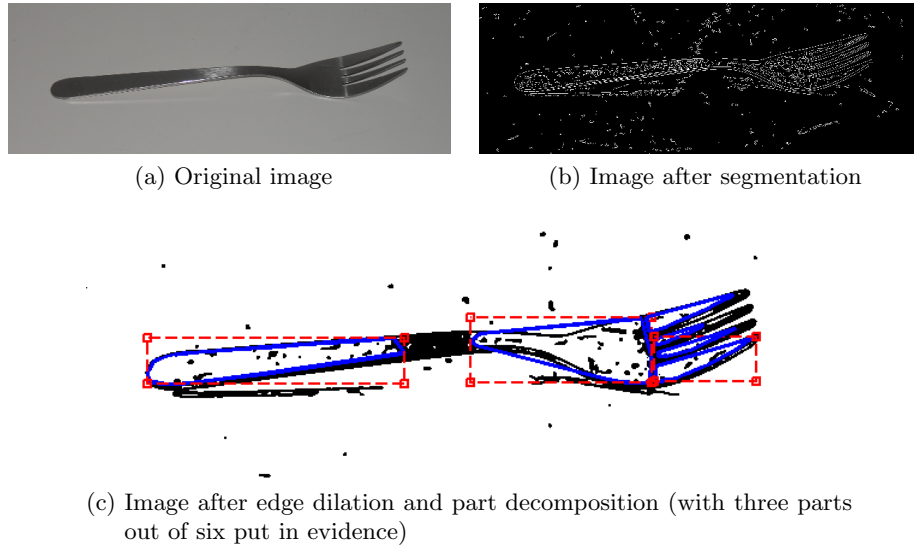 (a) Original image
(b) Image after segmentation
(c) Image after edge dilation and part decomposition (with three parts
out of six put in evidence)